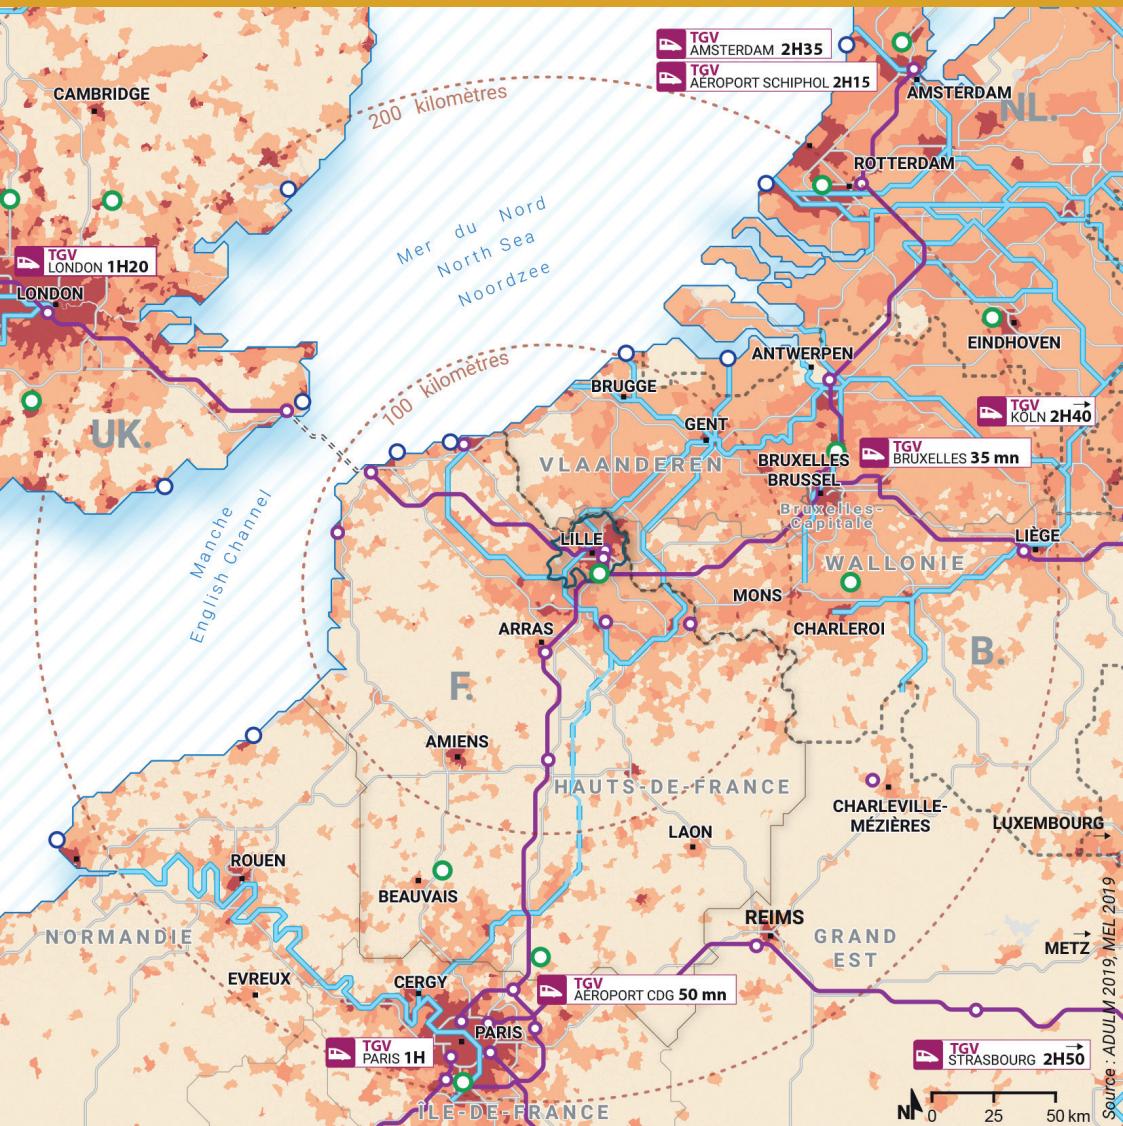 TGV
AMSTERDAM 2H35
TGV
AÉROPORT SCHIPHOL 2H15
CAMBRIDGE
200 kilomètres
AMSTERDAM
NL.
ROTTERDAM
Mer du Nord
North Sea
Noordzee
TGV
LONDON 1H20
LONDON
EINDHOVEN
ANTWERPEN
100 kilomètres
BRUGGE
TGV
KÖLN 2H40
UK.
GENT
VLAANDEREN
BRUXELLES
BRUSSEL
TGV
BRUXELLES 35 mn
Bruxelles-
Capitale
Manche
English Channel
LILLE
LIÈGE
WALLONIE
MONS
ARRAS
CHARLEROI
B.
F.
AMIENS
HAUTS-DE-FRANCE
CHARLEVILLE-
MÉZIÈRES
LAON
LUXEMBOURG
ROUEN
BEAUVAIS
REIMS
NORMANDIE
GRAND
EST
METZ
EVREUX
CERGY
TGV
AÉROPORT CDG 50 mn
PARIS
TGV
PARIS 1H
TGV
STRASBOURG 2H50
ÎLE-DE-FRANCE
N
0 25 50 km
Source : ADULM 2019, MEL 2019